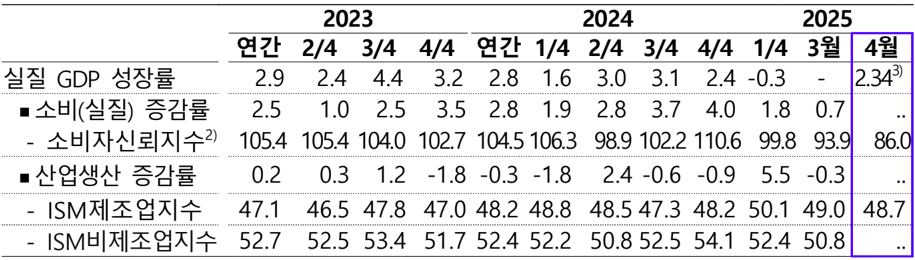 2023 2024 2025
연간 2/4 3/4 4/4 연간 1/4 2/4 3/4 4/4 1/4 3월 4월
실질 GDP 성장률 2.9 2.4 4.4 3.2 2.8 1.6 3.0 3.1 2.4 -0.3 - 2.34³⁾
■ 소비(실질) 증감률 2.5 1.0 2.5 3.5 2.8 1.9 2.8 3.7 4.0 1.8 0.7 ..
- 소비자신뢰지수²⁾ 105.4 105.4 104.0 102.7 104.5 106.3 98.9 102.2 110.6 99.8 93.9 86.0
■ 산업생산 증감률 0.2 0.3 1.2 -1.8 -0.3 -1.8 2.4 -0.6 -0.9 5.5 -0.3 ..
- ISM제조업지수 47.1 46.5 47.8 47.0 48.2 48.8 48.5 47.3 48.2 50.1 49.0 48.7
- ISM비제조업지수 52.7 52.5 53.4 51.7 52.4 52.2 50.8 52.5 54.1 52.4 50.8 ..